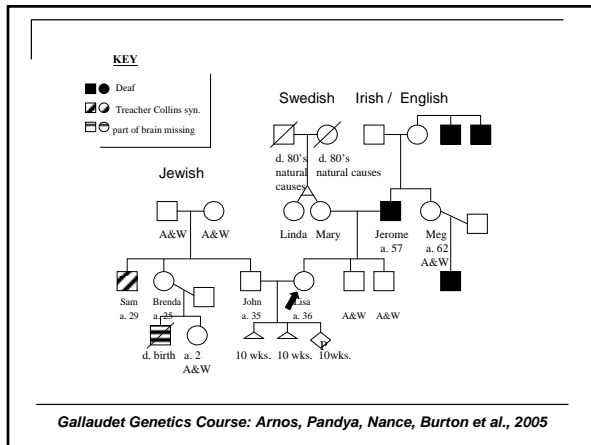 KEY
Deaf
Treacher Collins syn.
part of brain missing
Swedish Irish / English
d. 80's
natural
causes
d. 80's
natural causes
Jewish
A&W
A&W
Linda
Mary
Jerome
a. 57
Meg
a. 62
A&W
Sam
a. 29
Brenda
a. 25
John
a. 35
Lisa
a. 36
A&W
A&W
d. birth
a. 2
A&W
10 wks.
10 wks.
P
10wks.
Gallaudet Genetics Course: Arnos, Pandya, Nance, Burton et al., 2005